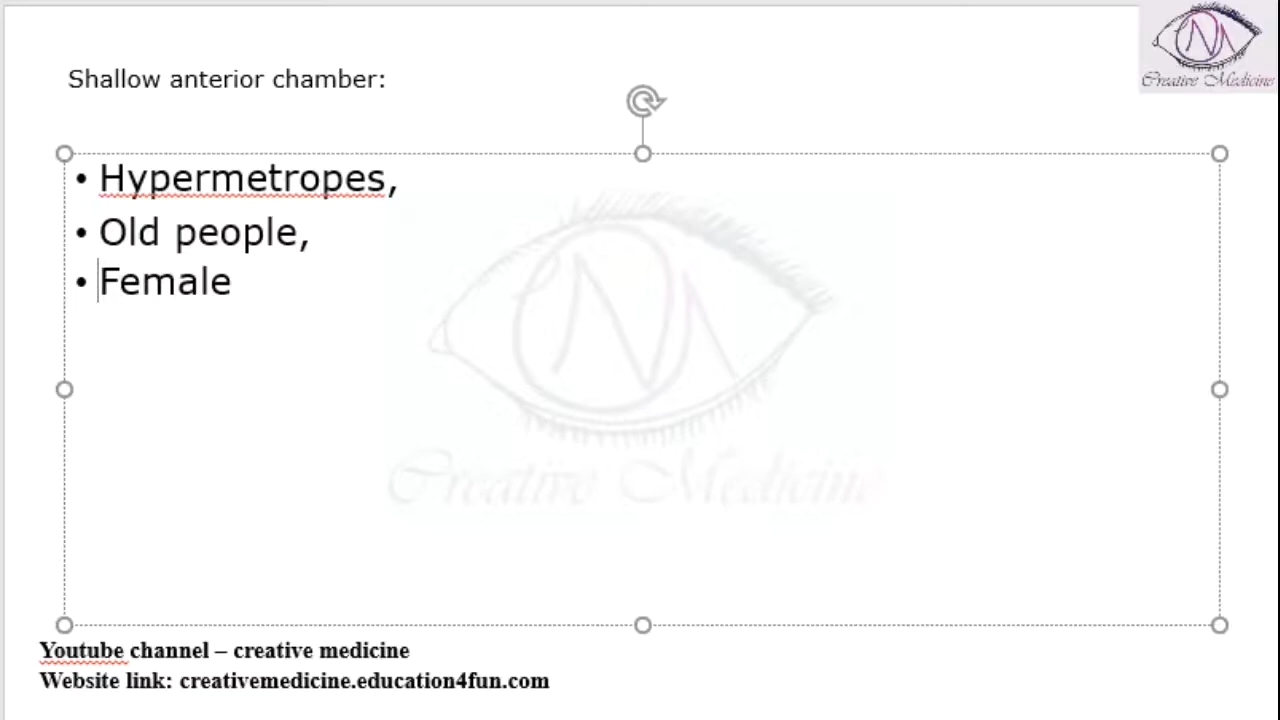 Creative Medicine
Shallow anterior chamber:
• Hypermetropes,
• Old people,
• Female
Creative Medicine
Youtube channel – creative medicine
Website link: creativemedicine.education4fun.com